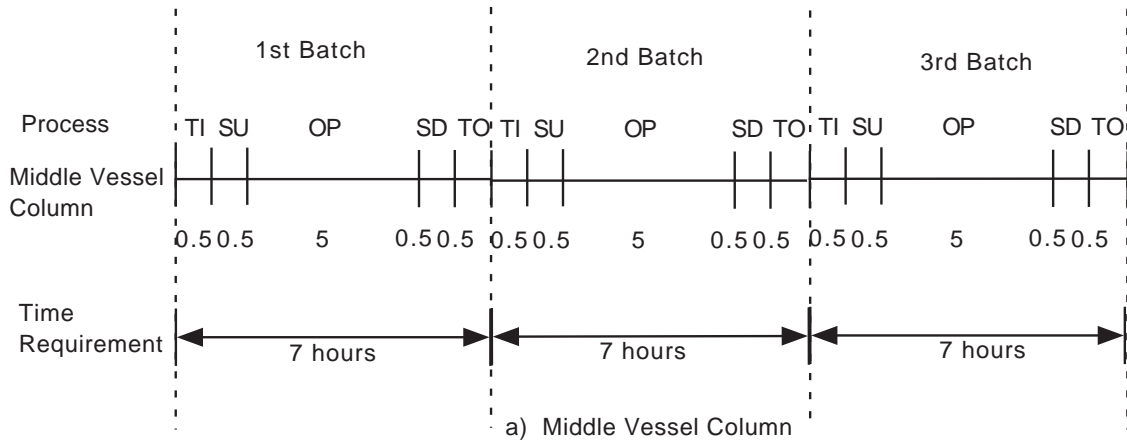 1st Batch 2nd Batch 3rd Batch
Process TI SU OP SD TO TI SU OP SD TO TI SU OP SD TO
Middle Vessel
Column
0.5 0.5 5 0.5 0.5 0.5 0.5 5 0.5 0.5 0.5 0.5 5 0.5 0.5
Time
Requirement
7 hours 7 hours 7 hours
a) Middle Vessel Column